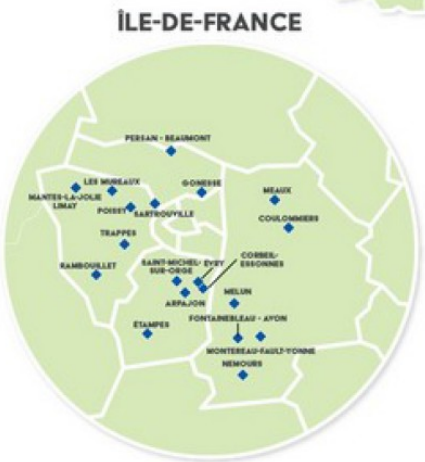 ÎLE-DE-FRANCE
PERSAN - BEAUMONT
LES MUREAUX
GONESSE
MEAUX
MANTES-LA-JOLIE
LIMAY
POISSY
SARTROUVILLE
COULOMMIERS
TRAPPES
SAINT-MICHEL-
SUR-ORGE
ÉVRY
CORBEIL-
ESSONNES
RAMBOUILLET
MELUN
ARPAJON
FONTAINEBLEAU - AVON
ÉTAMPES
MONTEREAU-FAULT-YONNE
NEMOURS